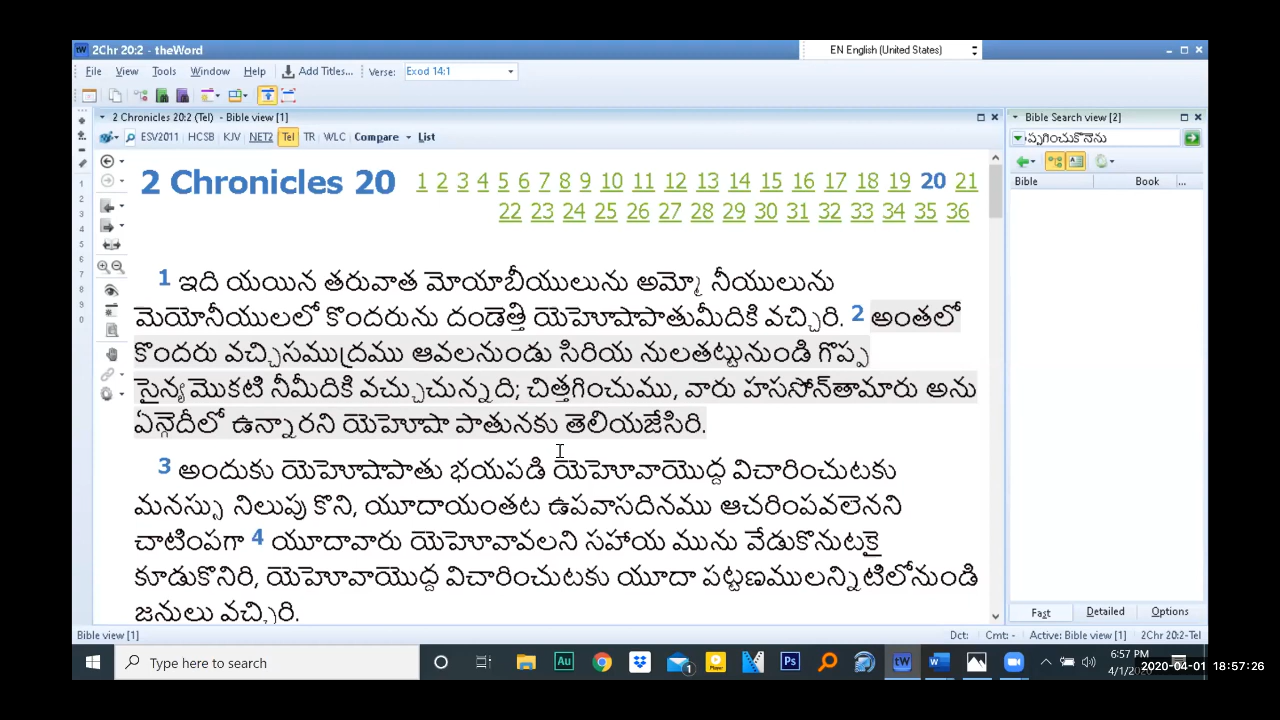 2Chr 20:2 - theWord
EN English (United States)
File View Tools Window Help Add Titles... Verse: Exod 14:1
2 Chronicles 20:2 (Tel) - Bible view [1]
Bible Search view [2]
ESV2011 HCSB KJV NET2 Tel TR WLC Compare List
ప్పగించుకొనెను
Bible Book ...
2 Chronicles 20
1 2 3 4 5 6 7 8 9 10 11 12 13 14 15 16 17 18 19 20 21
22 23 24 25 26 27 28 29 30 31 32 33 34 35 36
1 ఇది యయిన తరువాత మోయాబీయులును అమ్మో నీయులును
మెయోనీయులలో కొందరును దండెత్తి యెహోషాపాతుమీదికి వచ్చిరి. 2 అంతలో
కొందరు వచ్చిసముద్రము ఆవలనుండు సిరియ నులతట్టునుండి గొప్ప
సైన్యమొకటి నీమీదికి వచ్చుచున్నది; చిత్తగించుము, వారు హససోన్‌తామారు అను
ఏన్గెదీలో ఉన్నారని యెహోషా పాతునకు తెలియజేసిరి.
3 అందుకు యెహోషాపాతు భయపడి యెహోవాయొద్ద విచారించుటకు
మనస్సు నిలుపు కొని, యూదాయంతట ఉపవాసదినము ఆచరింపవలెనని
చాటింపగా 4 యూదావారు యెహోవావలని సహాయ మును వేడుకొనుటకై
కూడుకొనిరి, యెహోవాయొద్ద విచారించుటకు యూదా పట్టణములన్నిటిలోనుండి
జనులు వచ్చిరి.
Fast Detailed Options
Bible view [1]
Dct: Cmt: - Active: Bible view [1] 2Chr 20:2-Tel
Type here to search
6:57 PM
2020-04-01 18:57:26